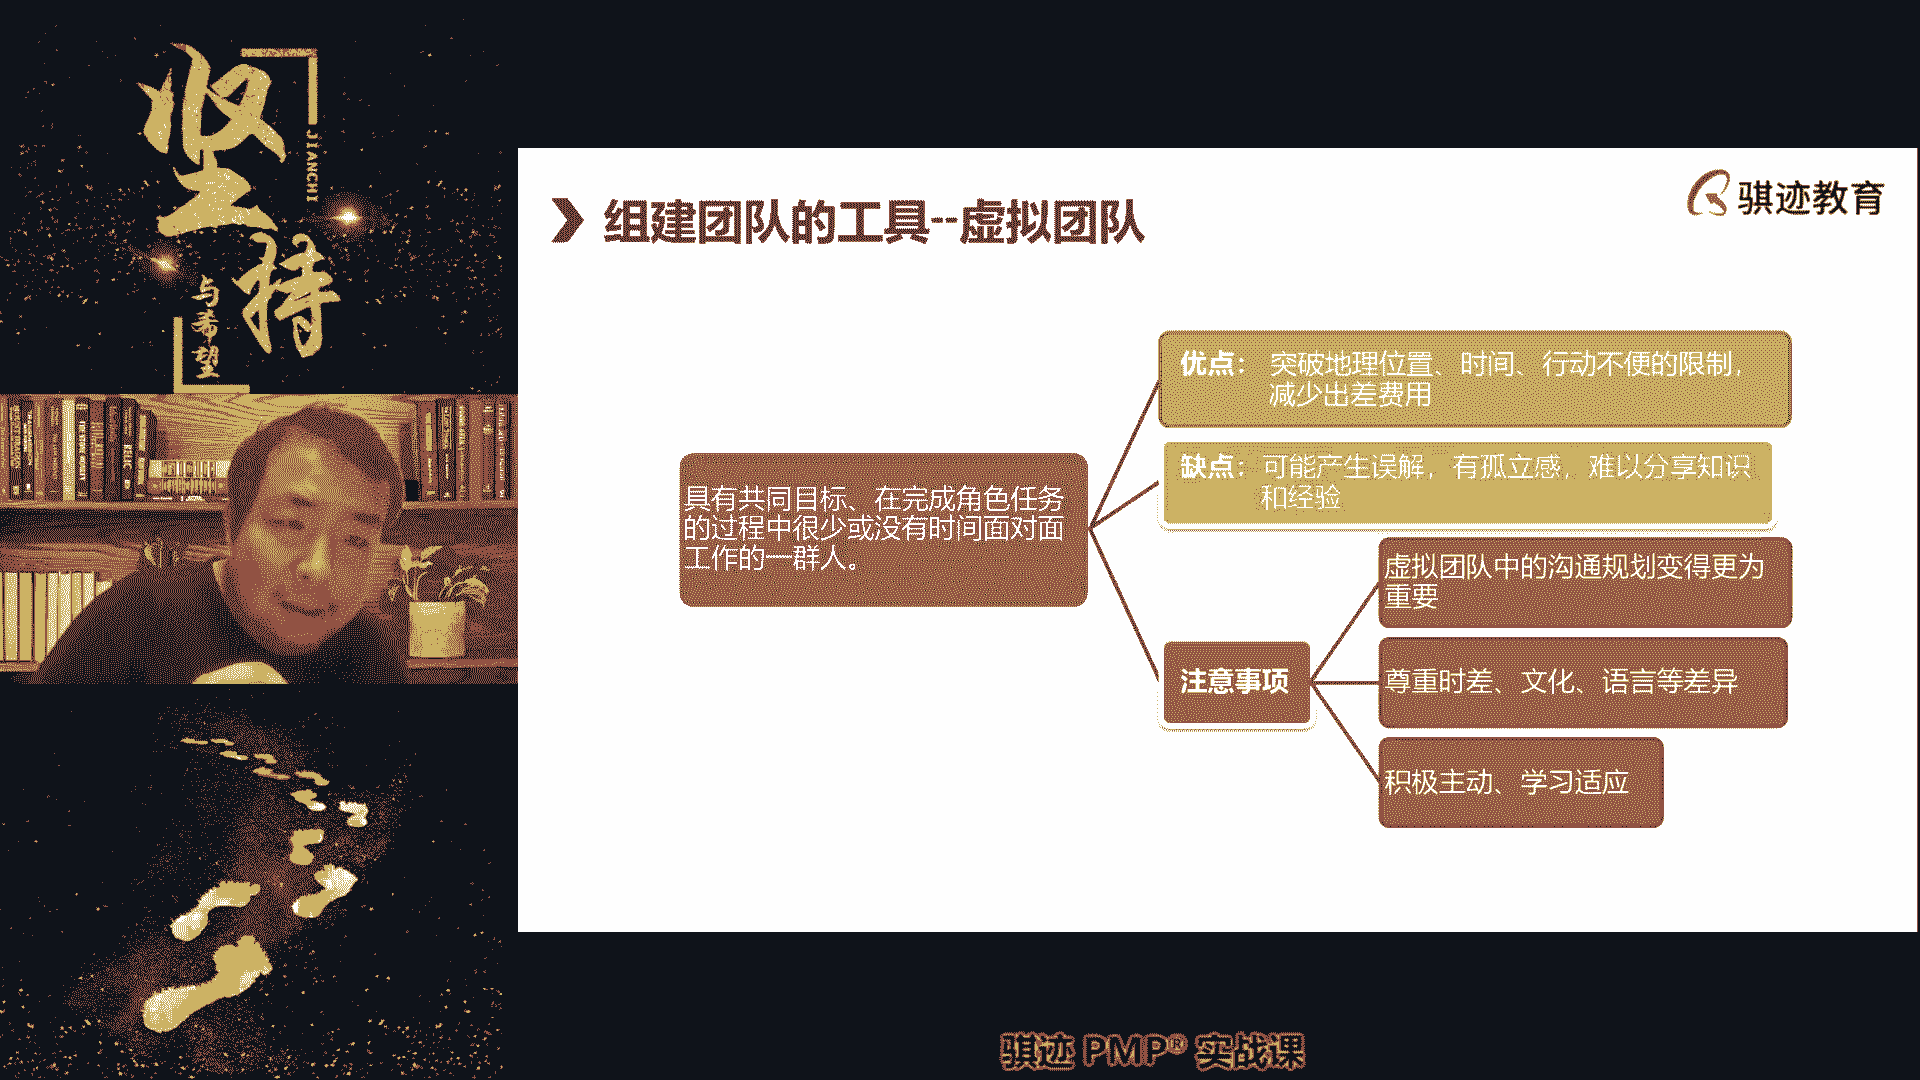 坚持
JIANCHI
与希望
骐迹教育
组建团队的工具--虚拟团队
具有共同目标、在完成角色任务
的过程中很少或没有时间面对面
工作的一群人。
优点： 突破地理位置、时间、行动不便的限制，
减少出差费用
缺点： 可能产生误解，有孤立感，难以分享知识
和经验
注意事项
虚拟团队中的沟通规划变得更为
重要
尊重时差、文化、语言等差异
积极主动、学习适应
骐迹 PMP® 实战课